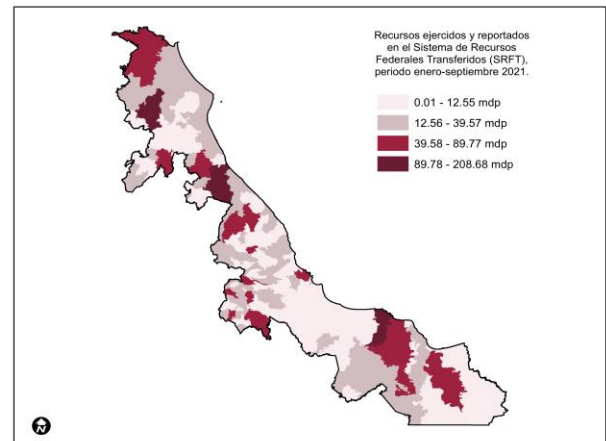 Recursos ejercidos y reportados
en el Sistema de Recursos
Federales Transferidos (SRFT),
periodo enero-septiembre 2021.
0.01 - 12.55 mdp
12.56 - 39.57 mdp
39.58 - 89.77 mdp
89.78 - 208.68 mdp
N